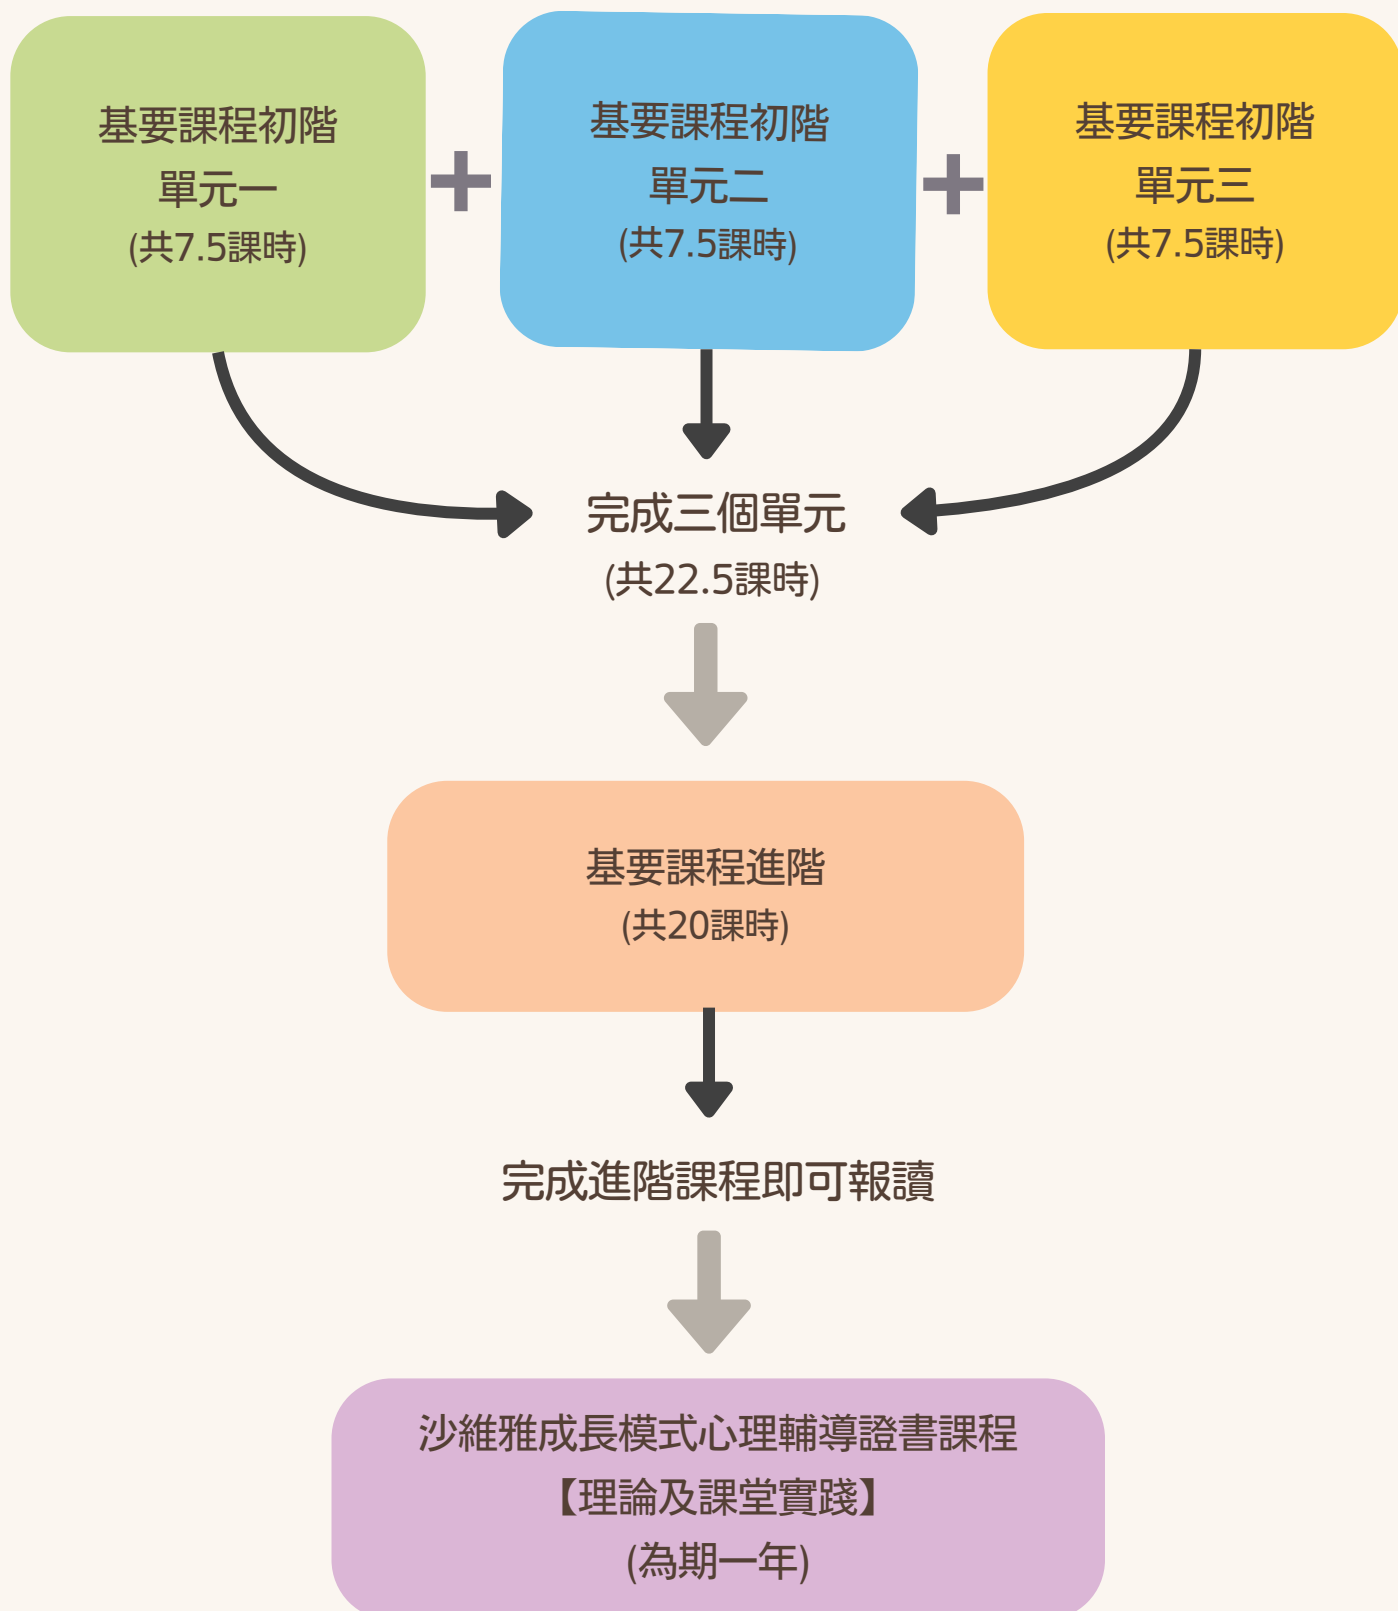 基要課程初階
單元一
(共7.5課時)
+
基要課程初階
單元二
(共7.5課時)
+
基要課程初階
單元三
(共7.5課時)
完成三個單元
(共22.5課時)
基要課程進階
(共20課時)
完成進階課程即可報讀
沙維雅成長模式心理輔導證書課程
【理論及課堂實踐】
(為期一年)